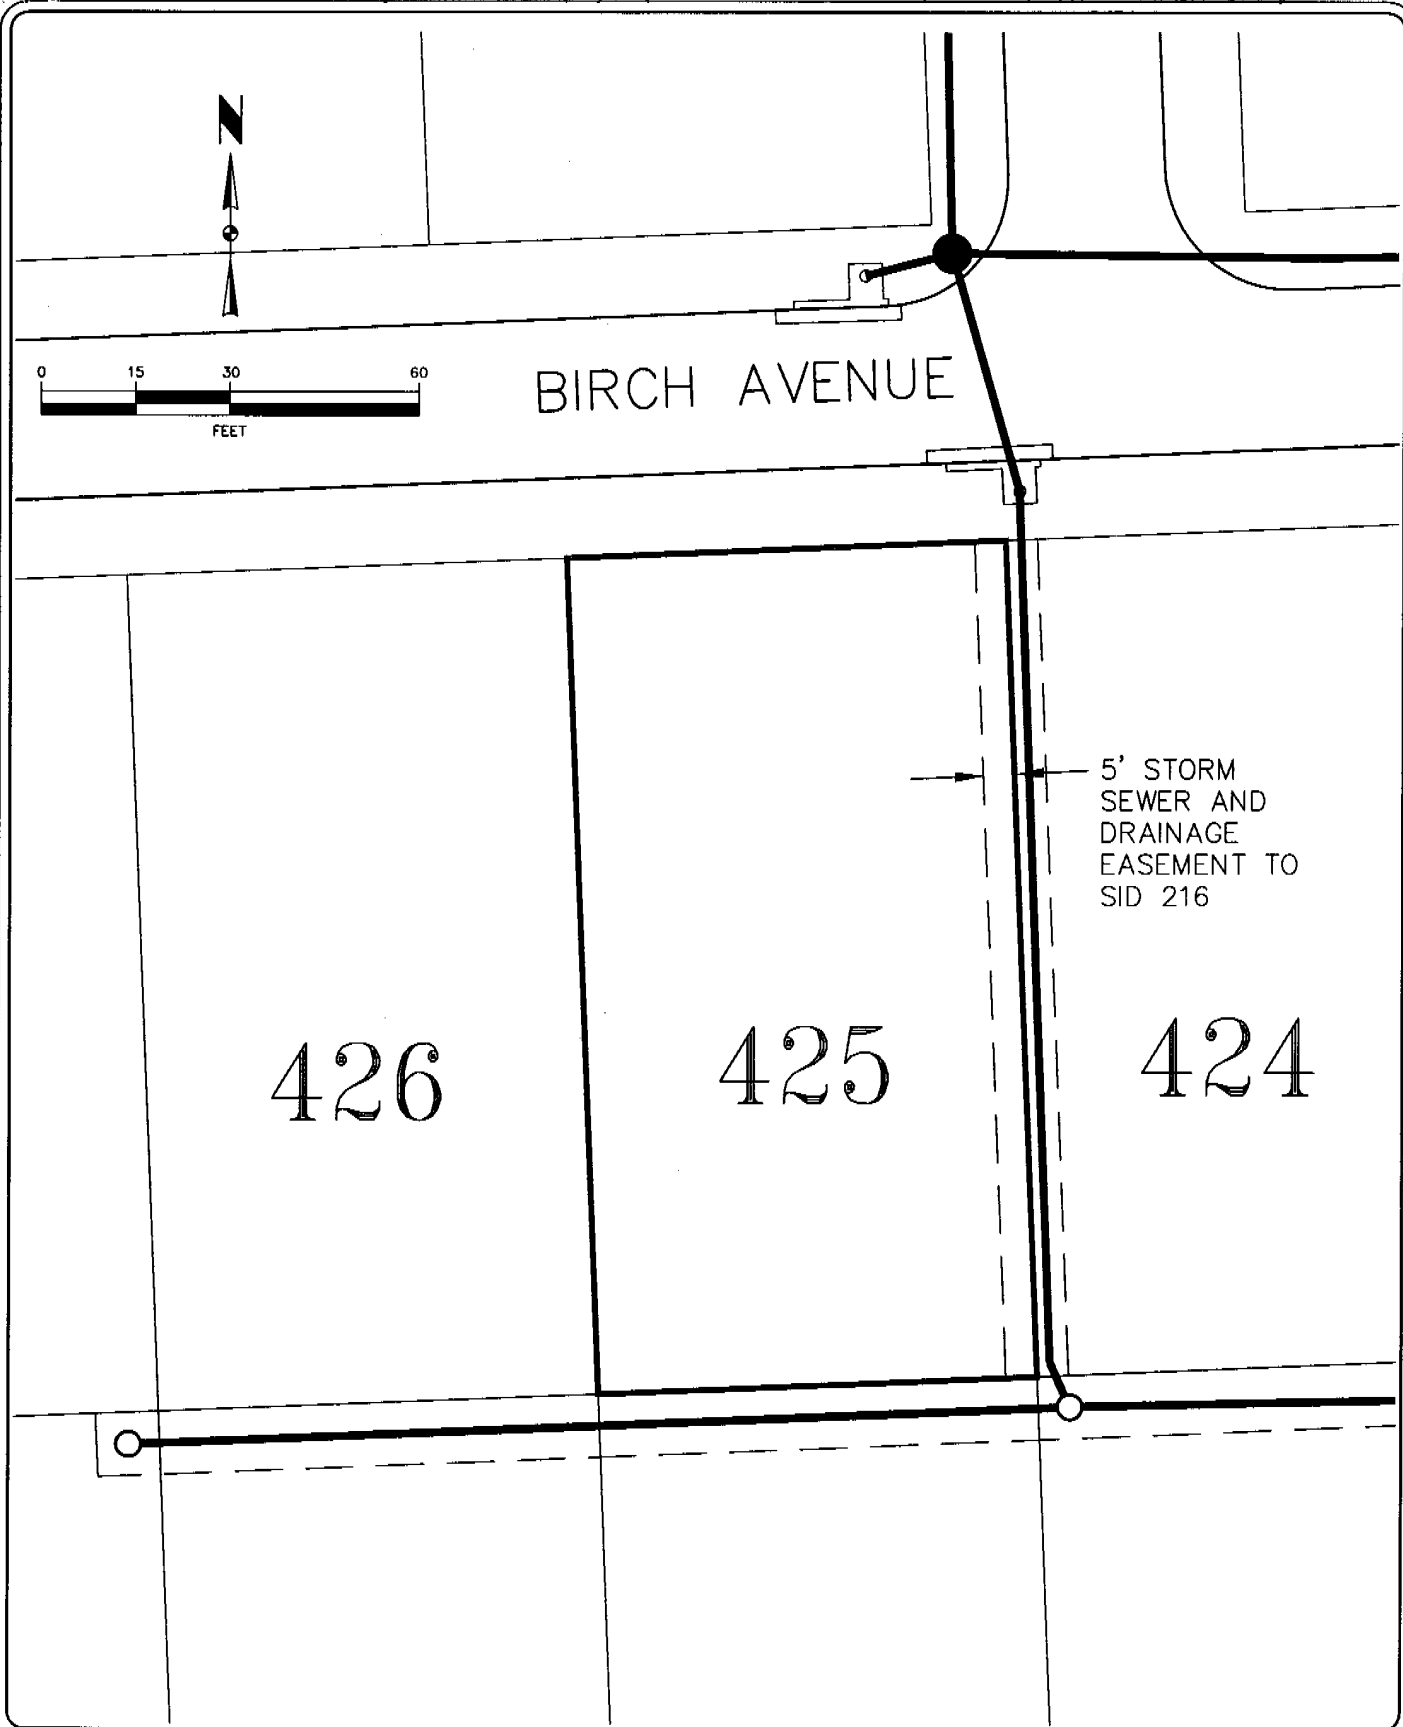 N
0 15 30 60
FEET
BIRCH AVENUE
5' STORM
SEWER AND
DRAINAGE
EASEMENT TO
SID 216
426 425 424